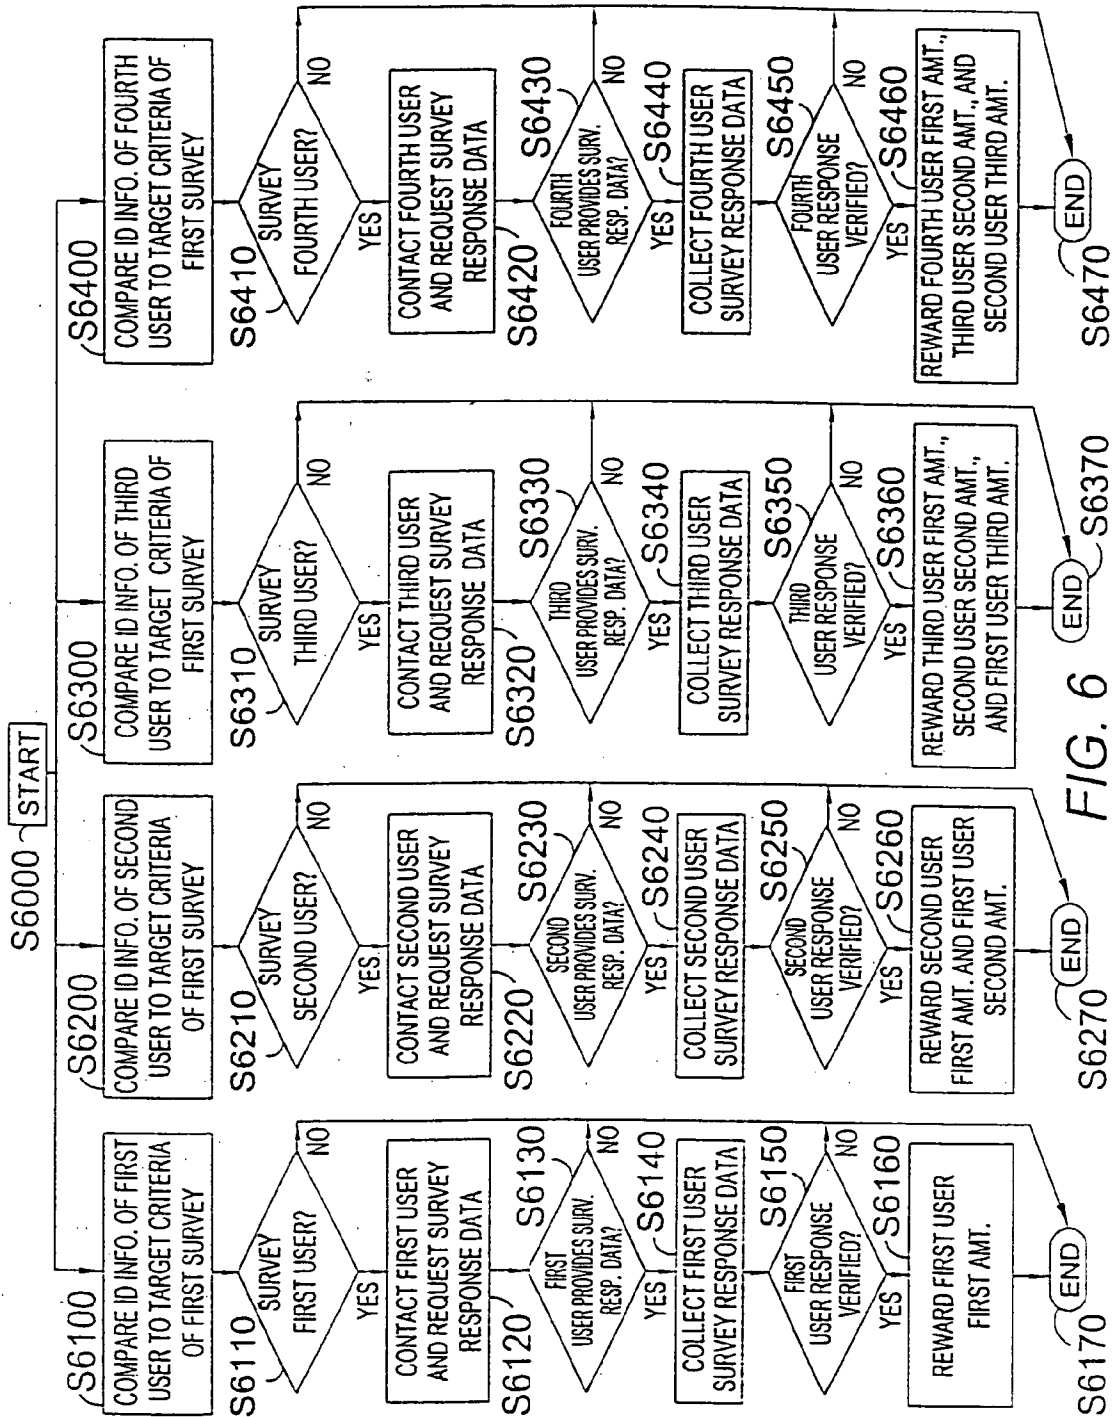 S6000
START
S6100
COMPARE ID INFO. OF FIRST
USER TO TARGET CRITERIA
OF FIRST SURVEY
S6110
SURVEY
FIRST USER?
NO
YES
CONTACT FIRST USER
AND REQUEST SURVEY
RESPONSE DATA
S6120
S6130
FIRST
USER PROVIDES SURV.
RESP. DATA?
NO
YES
S6140
COLLECT FIRST USER
SURVEY RESPONSE DATA
S6150
FIRST
USER RESPONSE
VERIFIED?
NO
YES
S6160
REWARD FIRST USER
FIRST AMT.
END
S6170
S6200
COMPARE ID INFO. OF SECOND
USER TO TARGET CRITERIA
OF FIRST SURVEY
S6210
SURVEY
SECOND USER?
NO
YES
CONTACT SECOND USER
AND REQUEST SURVEY
RESPONSE DATA
S6220
S6230
SECOND
USER PROVIDES SURV.
RESP. DATA?
NO
YES
S6240
COLLECT SECOND USER
SURVEY RESPONSE DATA
S6250
SECOND
USER RESPONSE
VERIFIED?
NO
YES
S6260
REWARD SECOND USER
FIRST AMT. AND FIRST USER
SECOND AMT.
END
S6270
S6300
COMPARE ID INFO. OF THIRD
USER TO TARGET CRITERIA OF
FIRST SURVEY
S6310
SURVEY
THIRD USER?
NO
YES
CONTACT THIRD USER
AND REQUEST SURVEY
RESPONSE DATA
S6320
S6330
THIRD
USER PROVIDES SURV.
RESP. DATA?
NO
YES
S6340
COLLECT THIRD USER
SURVEY RESPONSE DATA
S6350
THIRD
USER RESPONSE
VERIFIED?
NO
YES
S6360
REWARD THIRD USER FIRST AMT.,
SECOND USER SECOND AMT.,
AND FIRST USER THIRD AMT.
END
S6370
S6400
COMPARE ID INFO. OF FOURTH
USER TO TARGET CRITERIA OF
FIRST SURVEY
S6410
SURVEY
FOURTH USER?
NO
YES
CONTACT FOURTH USER
AND REQUEST SURVEY
RESPONSE DATA
S6420
S6430
FOURTH
USER PROVIDES SURV.
RESP. DATA?
NO
YES
S6440
COLLECT FOURTH USER
SURVEY RESPONSE DATA
S6450
FOURTH
USER RESPONSE
VERIFIED?
NO
YES
S6460
REWARD FOURTH USER FIRST AMT.,
THIRD USER SECOND AMT., AND
SECOND USER THIRD AMT.
END
S6470
FIG. 6